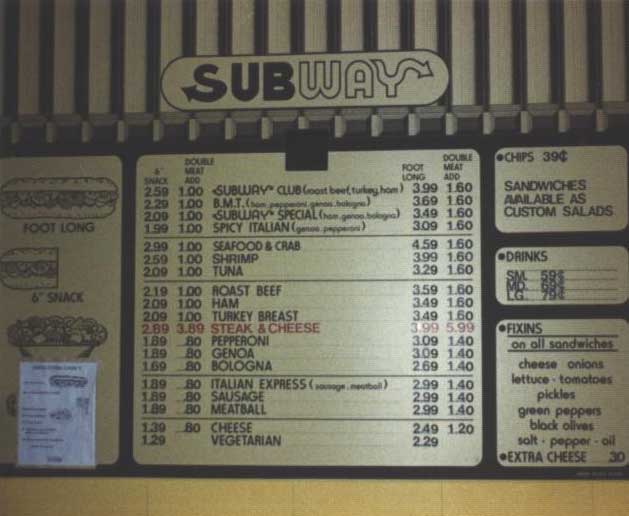 SUBWAY
6" SNACK DOUBLE MEAT ADD FOOT LONG DOUBLE MEAT ADD
2.59 1.00 SUBWAY CLUB (roast beef, turkey, ham) 3.99 1.60
2.29 1.00 B.M.T. (ham, pepperoni, genoa, bologna) 3.69 1.60
2.09 1.00 SUBWAY SPECIAL (ham, genoa, bologna) 3.49 1.60
1.99 1.00 SPICY ITALIAN (genoa, pepperoni) 3.09 1.60
2.99 1.00 SEAFOOD & CRAB 4.59 1.60
2.59 1.00 SHRIMP 3.99 1.60
2.09 1.00 TUNA 3.29 1.60
2.19 1.00 ROAST BEEF 3.59 1.60
2.09 1.00 HAM 3.49 1.60
2.09 1.00 TURKEY BREAST 3.49 1.60
2.89 3.89 STEAK & CHEESE 3.99 5.99
1.89 .80 PEPPERONI 3.09 1.40
1.89 .80 GENOA 3.09 1.40
1.69 .80 BOLOGNA 2.69 1.40
1.89 .80 ITALIAN EXPRESS (sausage, meatball) 2.99 1.40
1.89 .80 SAUSAGE 2.99 1.40
1.89 .80 MEATBALL 2.99 1.40
1.39 .80 CHEESE 2.49 1.20
1.29 VEGETARIAN 2.29
FOOT LONG
6" SNACK
•CHIPS 39¢
SANDWICHES
AVAILABLE AS
CUSTOM SALADS
•DRINKS
SM. 59¢
MD. 69¢
LG. 79¢
•FIXINS
on all sandwiches
cheese onions
lettuce · tomatoes
pickles
green peppers
black olives
salt · pepper · oil
•EXTRA CHEESE .30